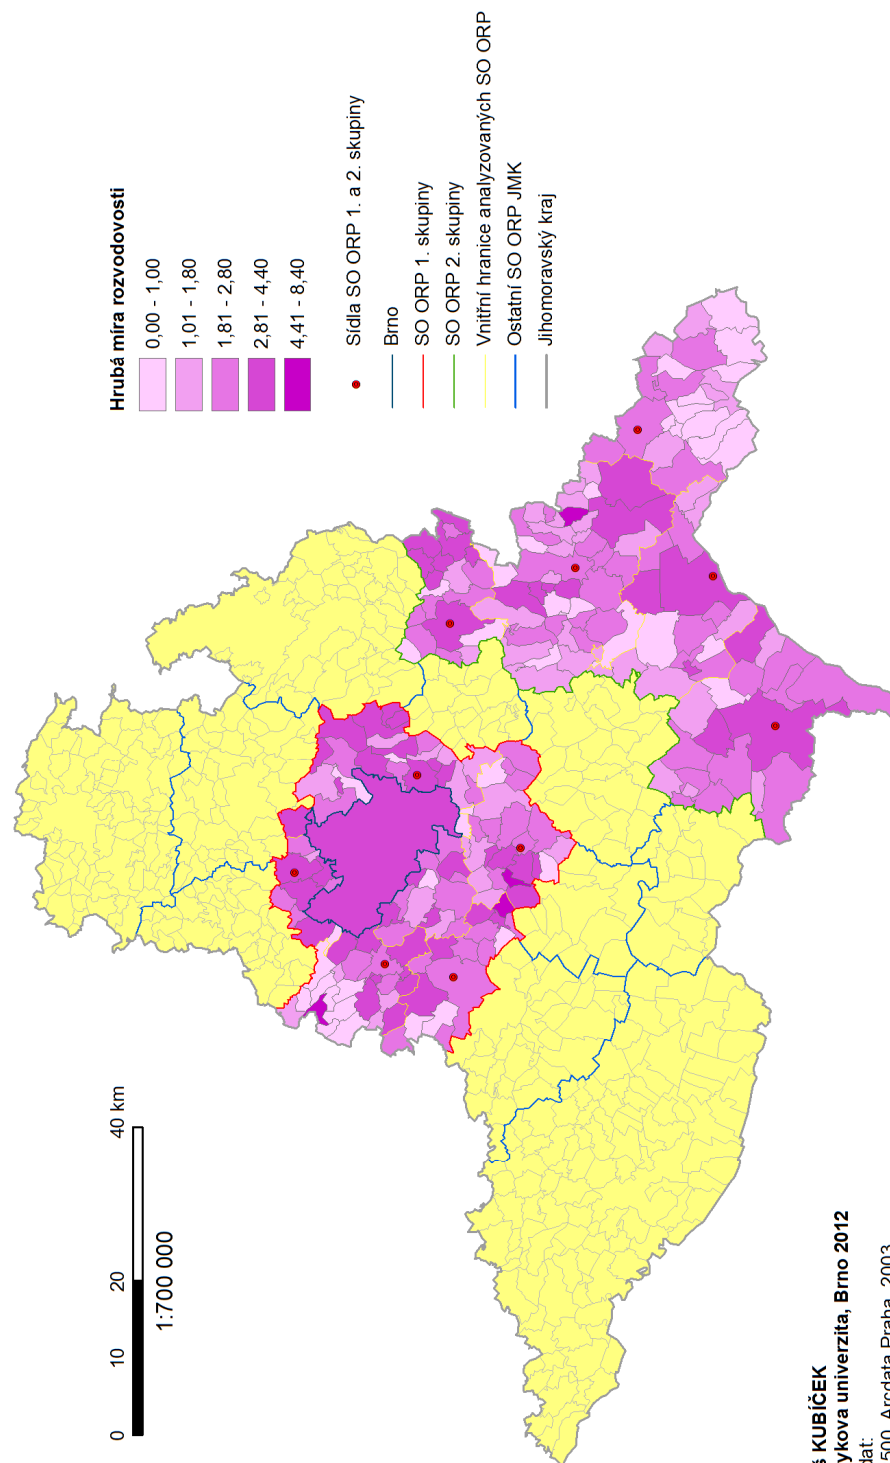 Hrubá míra rozvodovosti
0,00 - 1,00
1,01 - 1,80
1,81 - 2,80
2,81 - 4,40
4,41 - 8,40
Sídla SO ORP 1. a 2. skupiny
Brno
SO ORP 1. skupiny
SO ORP 2. skupiny
Vnitřní hranice analyzovaných SO ORP
Ostatní SO ORP JMK
Jihomoravský kraj
0 10 20 40 km
1:700 000
KUBÍČEK
ykova univerzita, Brno 2012
dat:
500, Arcdata Praha, 2003